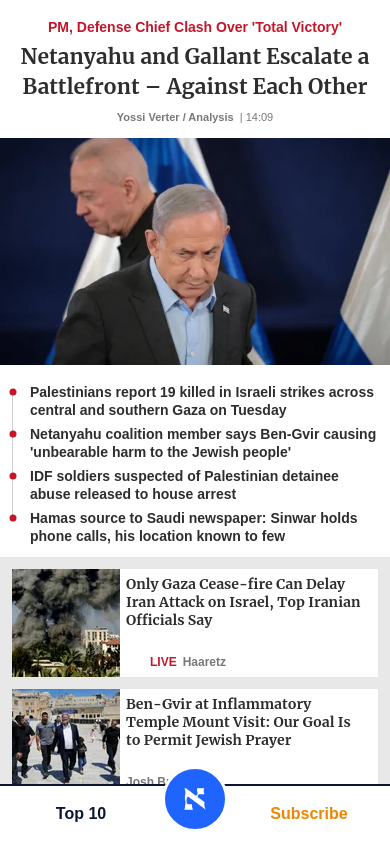 PM, Defense Chief Clash Over 'Total Victory'
Netanyahu and Gallant Escalate a
Battlefront – Against Each Other
Yossi Verter / Analysis | 14:09
Palestinians report 19 killed in Israeli strikes across
central and southern Gaza on Tuesday
Netanyahu coalition member says Ben-Gvir causing
'unbearable harm to the Jewish people'
IDF soldiers suspected of Palestinian detainee
abuse released to house arrest
Hamas source to Saudi newspaper: Sinwar holds
phone calls, his location known to few
Only Gaza Cease-fire Can Delay
Iran Attack on Israel, Top Iranian
Officials Say
LIVE Haaretz
Ben-Gvir at Inflammatory
Temple Mount Visit: Our Goal Is
to Permit Jewish Prayer
Josh
Top 10
Subscribe